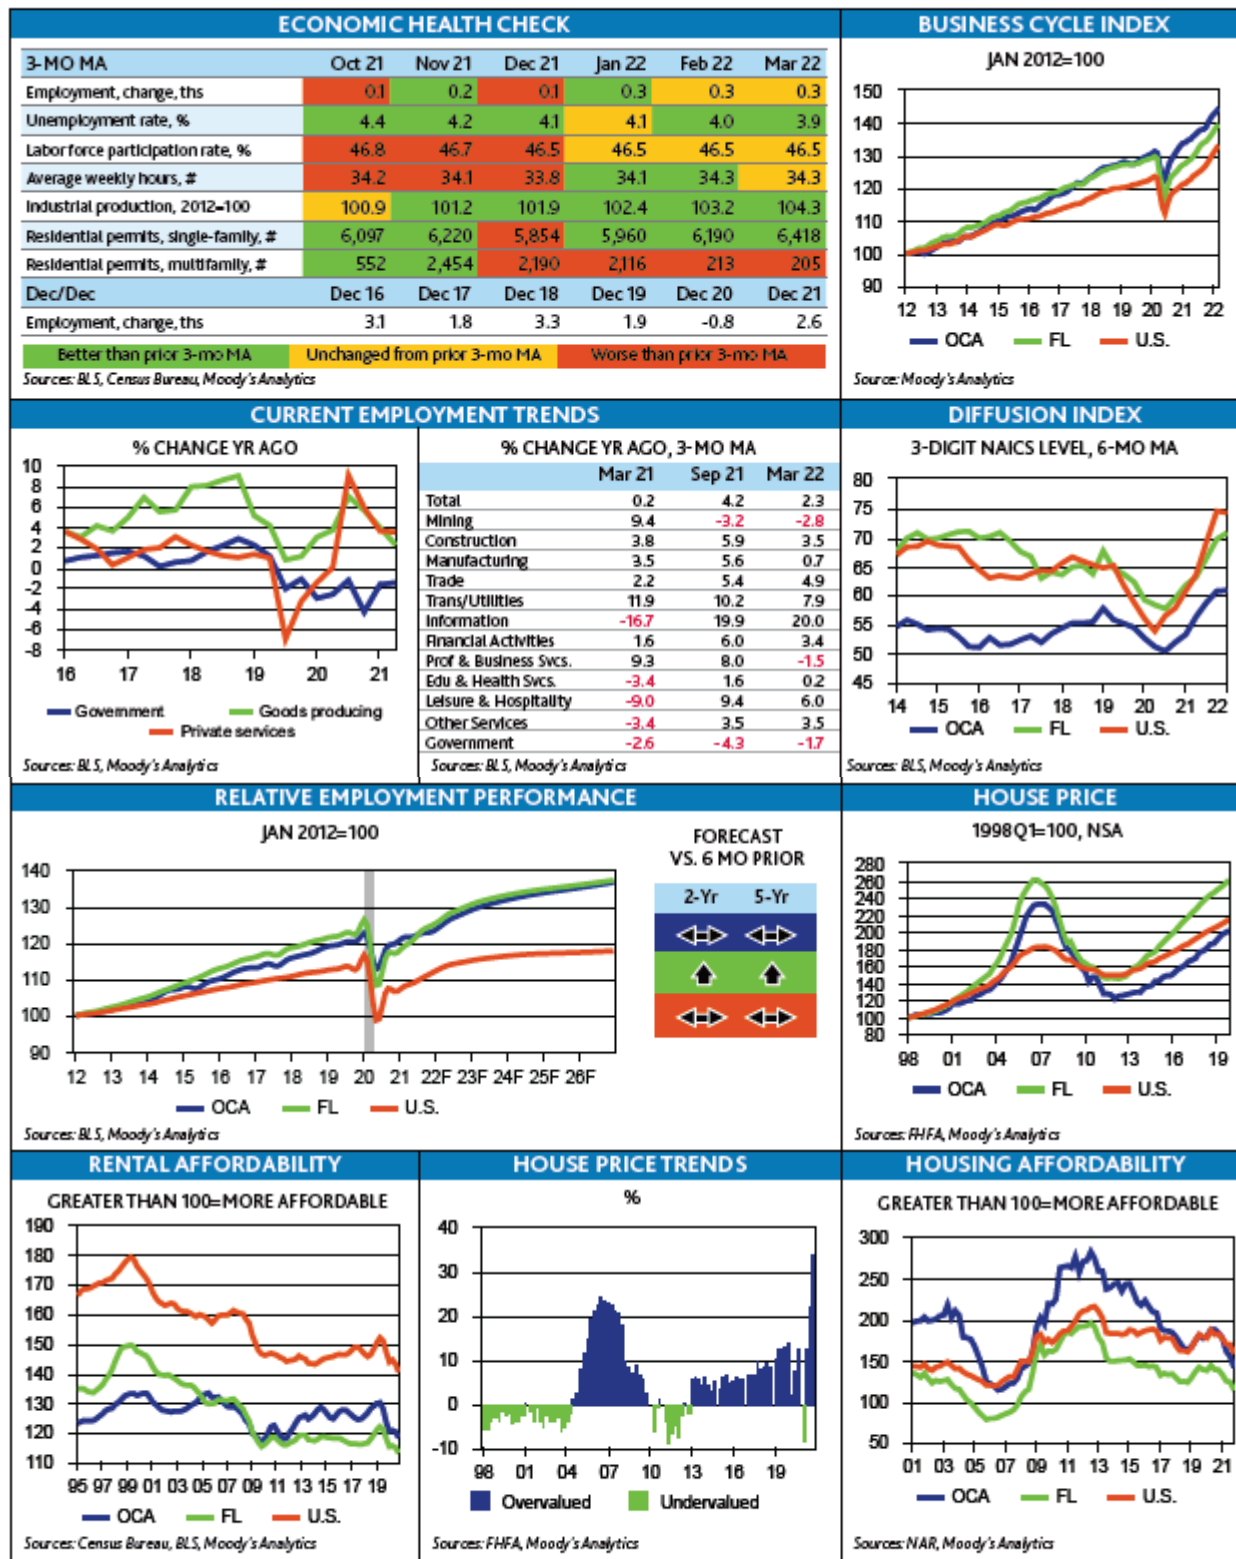 ECONOMIC HEALTH CHECK
3-MO MA Oct 21 Nov 21 Dec 21 Jan 22 Feb 22 Mar 22
Employment, change, ths 0.1 0.2 0.1 0.3 0.3 0.3
Unemployment rate, % 4.4 4.2 4.1 4.1 4.0 3.9
Labor force participation rate, % 46.8 46.7 46.5 46.5 46.5 46.5
Average weekly hours, # 34.2 34.1 33.8 34.1 34.3 34.3
Industrial production, 2012=100 100.9 101.2 101.9 102.4 103.2 104.3
Residential permits, single-family, # 6,097 6,220 5,854 5,960 6,190 6,418
Residential permits, multifamily, # 552 2,454 2,190 2,116 213 205
Dec/Dec Dec 16 Dec 17 Dec 18 Dec 19 Dec 20 Dec 21
Employment, change, ths 3.1 1.8 3.3 1.9 -0.8 2.6
Better than prior 3-mo MA Unchanged from prior 3-mo MA Worse than prior 3-mo MA
Sources: BLS, Census Bureau, Moody's Analytics
BUSINESS CYCLE INDEX
JAN 2012=100
150
140
130
120
110
100
90
12 13 14 15 16 17 18 19 20 21 22
OCA FL U.S.
Source: Moody's Analytics
CURRENT EMPLOYMENT TRENDS
% CHANGE YR AGO
10
8
6
4
2
0
-2
-4
-6
-8
16 17 18 19 20 21
Government Goods producing
Private services
Sources: BLS, Moody's Analytics
% CHANGE YR AGO, 3-MO MA
Mar 21 Sep 21 Mar 22
Total 0.2 4.2 2.3
Mining 9.4 -3.2 -2.8
Construction 3.8 5.9 3.5
Manufacturing 3.5 5.6 0.7
Trade 2.2 5.4 4.9
Trans/Utilities 11.9 10.2 7.9
Information -16.7 19.9 20.0
Financial Activities 1.6 6.0 3.4
Prof & Business Svcs. 9.3 8.0 -1.5
Edu & Health Svcs. -3.4 1.6 0.2
Leisure & Hospitality -9.0 9.4 6.0
Other Services -3.4 3.5 3.5
Government -2.6 -4.3 -1.7
Sources: BLS, Moody's Analytics
DIFFUSION INDEX
3-DIGIT NAICS LEVEL, 6-MO MA
80
75
70
65
60
55
50
45
14 15 16 17 18 19 20 21 22
OCA FL U.S.
Sources: BLS, Moody's Analytics
RELATIVE EMPLOYMENT PERFORMANCE
JAN 2012=100
140
130
120
110
100
90
12 13 14 15 16 17 18 19 20 21 22F 23F 24F 25F 26F
OCA FL U.S.
Sources: BLS, Moody's Analytics
FORECAST
VS. 6 MO PRIOR
2-Yr 5-Yr
HOUSE PRICE
1998Q1=100, NSA
280
260
240
220
200
180
160
140
120
100
80
98 01 04 07 10 13 16 19
OCA FL U.S.
Sources: FHFA, Moody's Analytics
RENTAL AFFORDABILITY
GREATER THAN 100=MORE AFFORDABLE
190
180
170
160
150
140
130
120
110
95 97 99 01 03 05 07 09 11 13 15 17 19
OCA FL U.S.
Sources: Census Bureau, BLS, Moody's Analytics
HOUSE PRICE TRENDS
%
40
30
20
10
0
-10
98 01 04 07 10 13 16 19
Overvalued Undervalued
Sources: FHFA, Moody's Analytics
HOUSING AFFORDABILITY
GREATER THAN 100=MORE AFFORDABLE
300
250
200
150
100
50
01 03 05 07 09 11 13 15 17 19 21
OCA FL U.S.
Sources: NAR, Moody's Analytics